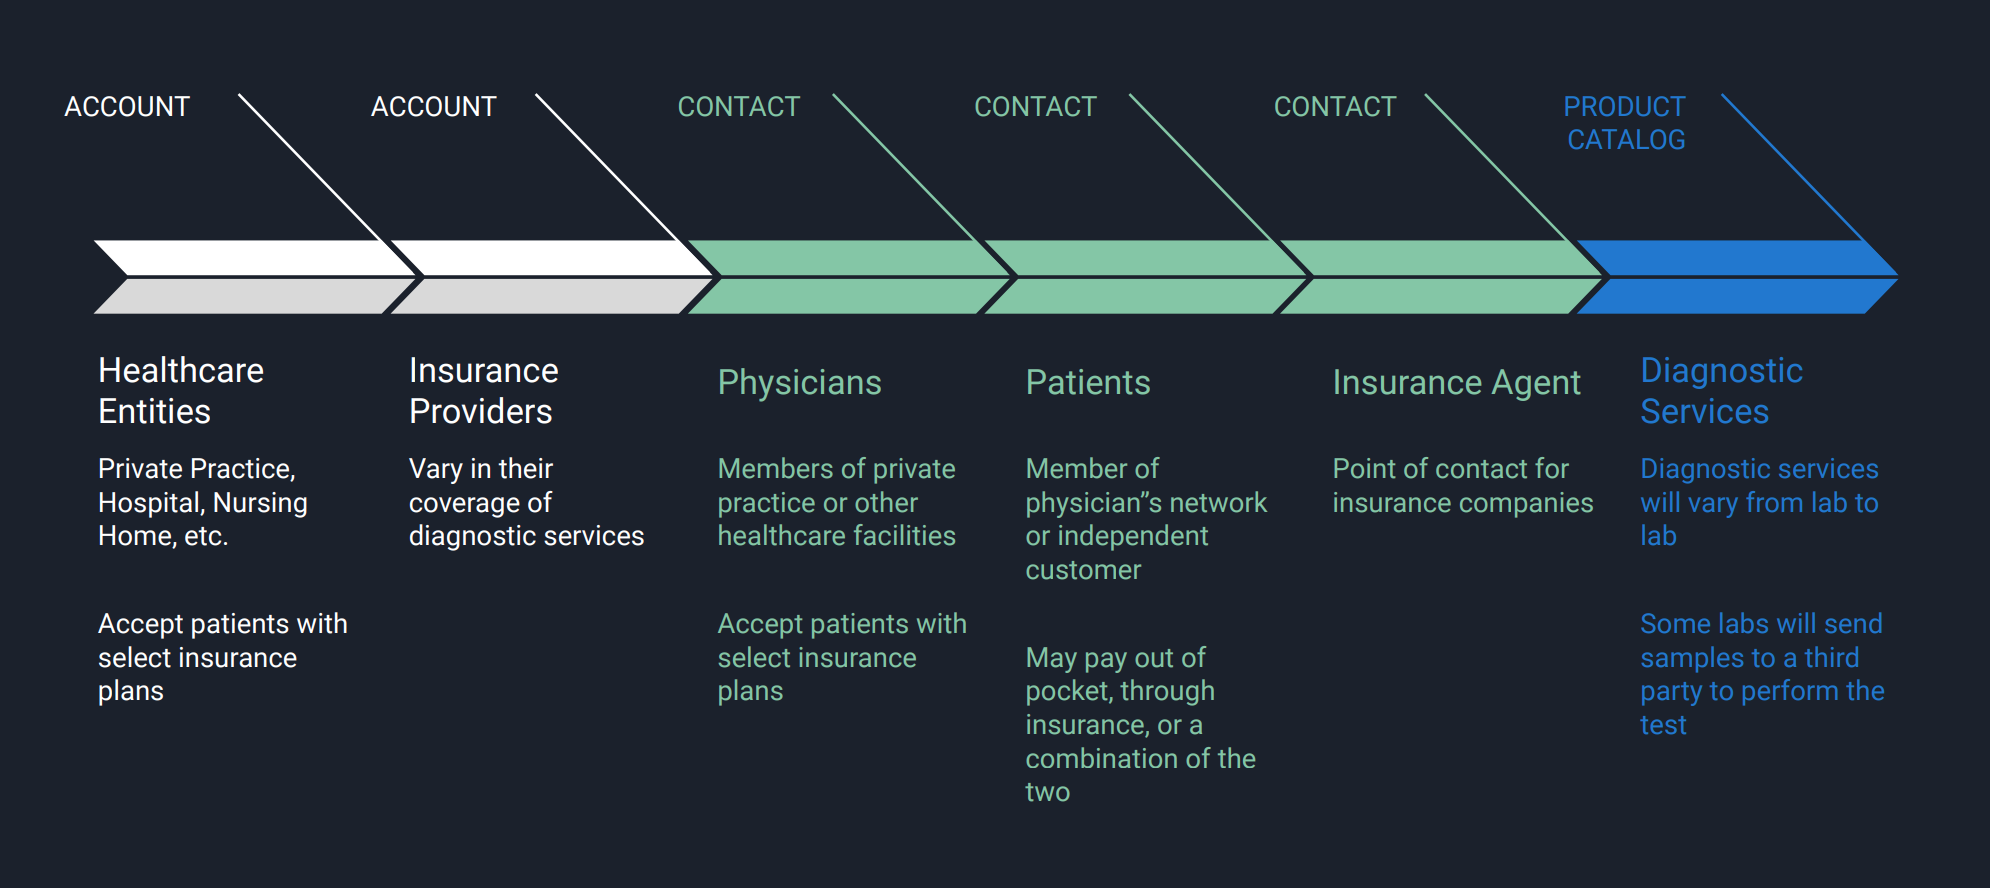 ACCOUNT
ACCOUNT
CONTACT
CONTACT
CONTACT
PRODUCT
CATALOG
Healthcare
Entities
Private Practice,
Hospital, Nursing
Home, etc.
Accept patients with
select insurance
plans
Insurance
Providers
Vary in their
coverage of
diagnostic services
Physicians
Members of private
practice or other
healthcare facilities
Accept patients with
select insurance
plans
Patients
Member of
physician”s network
or independent
customer
May pay out of
pocket, through
insurance, or a
combination of the
two
Insurance Agent
Point of contact for
insurance companies
Diagnostic
Services
Diagnostic services
will vary from lab to
lab
Some labs will send
samples to a third
party to perform the
test